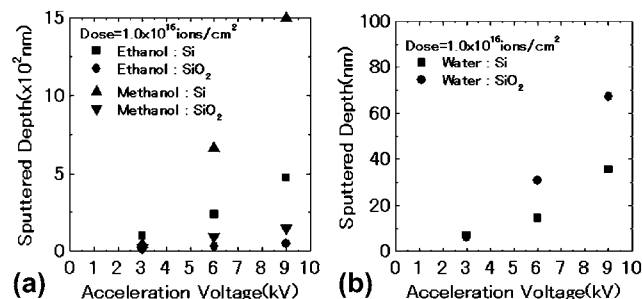 15
10
5
0
Sputtered Depth(x10²nm)
Dose=1.0x10¹⁶ions/cm²
Ethanol : Si
Ethanol : SiO₂
Methanol : Si
Methanol : SiO₂
0 1 2 3 4 5 6 7 8 9 10
Acceleration Voltage(kV)
(a)
100
80
60
40
20
0
Sputtered Depth(nm)
Dose=1.0x10¹⁶ions/cm²
Water : Si
Water : SiO₂
0 1 2 3 4 5 6 7 8 9 10
Acceleration Voltage(kV)
(b)